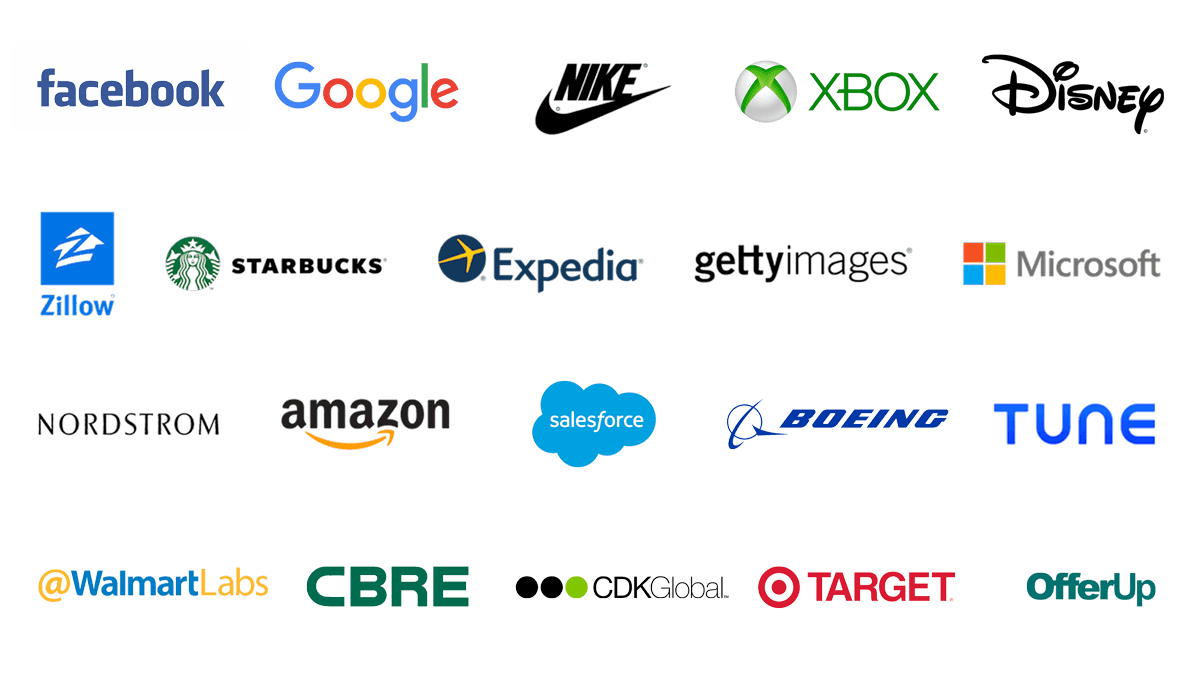 facebook
Google
NIKE
XBOX
Disney
Zillow
STARBUCKS
Expedia
gettyimages
Microsoft
NORDSTROM
amazon
salesforce
BOEING
TUNE
@WalmartLabs
CBRE
CDKGlobal
TARGET
OfferUp